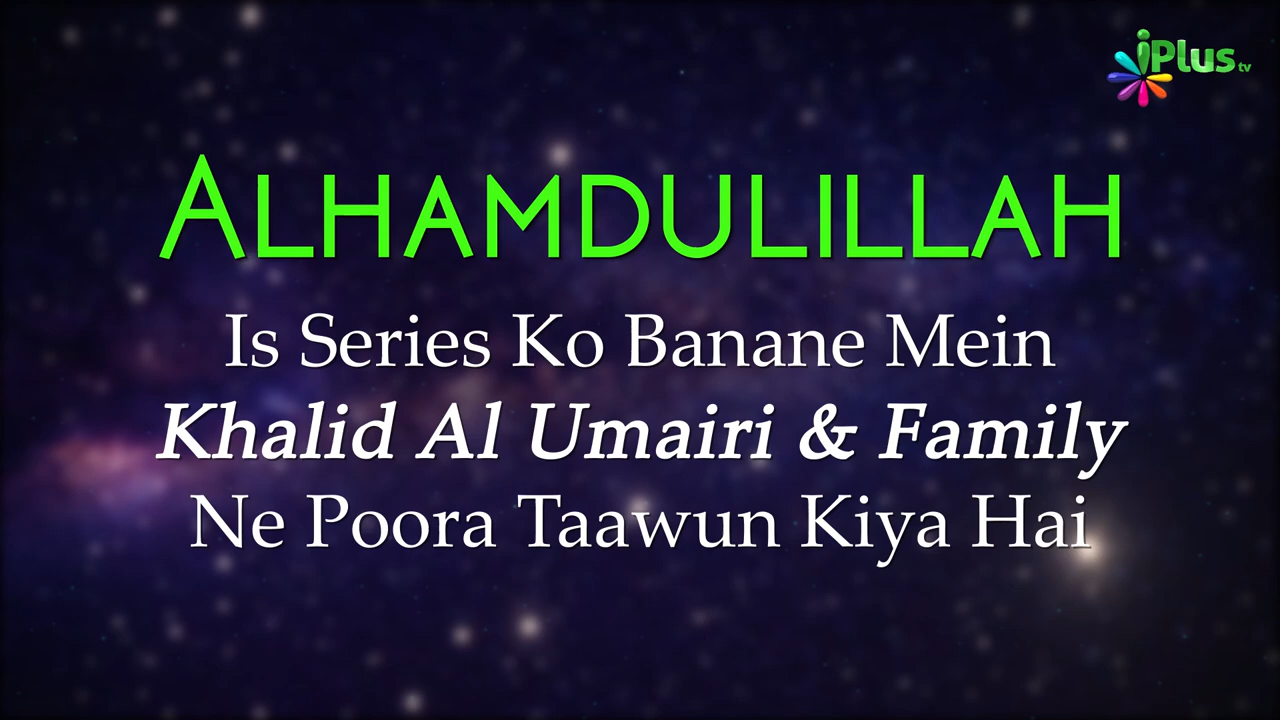 iPlus tv
ALHAMDULILLAH
Is Series Ko Banane Mein
Khalid Al Umairi & Family
Ne Poora Taawun Kiya Hai